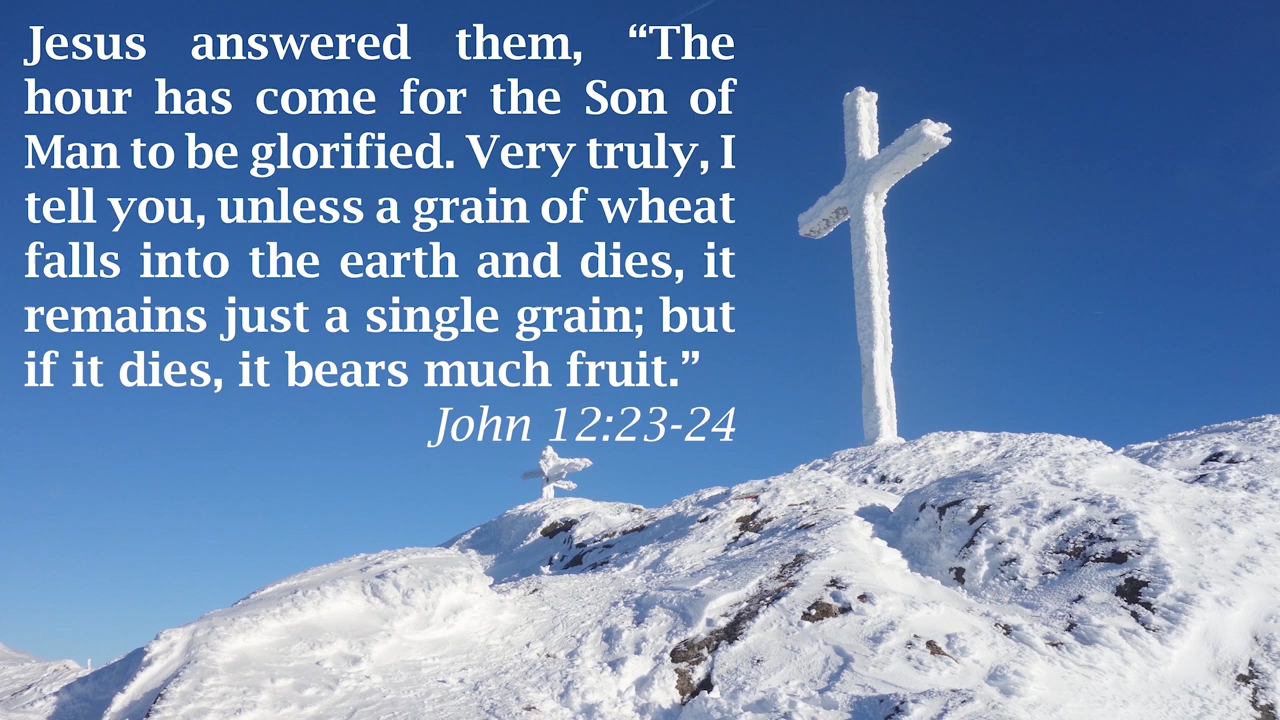 Jesus answered them, “The
hour has come for the Son of
Man to be glorified. Very truly, I
tell you, unless a grain of wheat
falls into the earth and dies, it
remains just a single grain; but
if it dies, it bears much fruit.”
John 12:23-24